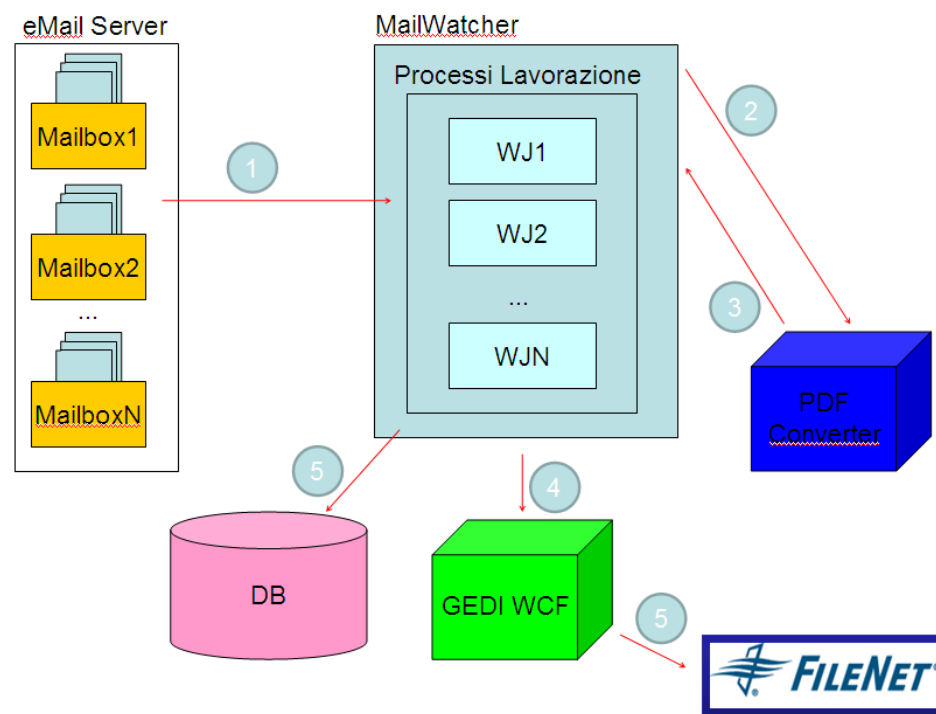 eMail Server
MailWatcher
Processi Lavorazione
Mailbox1
WJ1
2
1
WJ2
Mailbox2
...
...
3
WJN
MailboxN
PDF
Converter
5
4
DB
GEDI WCF
5
FILENET